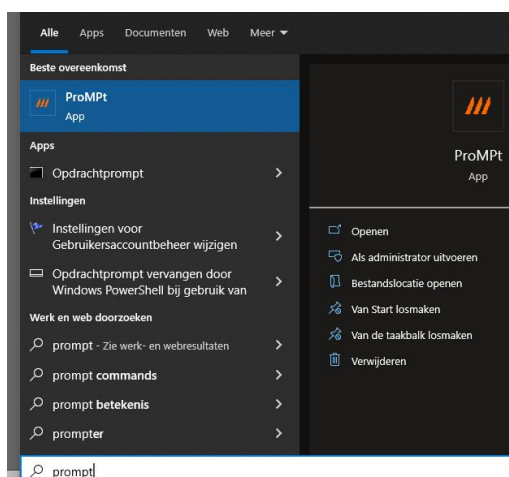 Alle Apps Documenten Web Meer
Beste overeenkomst
ProMPt
App
Apps
Opdrachtprompt
Instellingen
Instellingen voor
Gebruikersaccountbeheer wijzigen
Opdrachtprompt vervangen door
Windows PowerShell bij gebruik van
Werk en web doorzoeken
prompt - Zie werk- en webresultaten
prompt commands
prompt betekenis
prompter
prompt
ProMPt
App
Openen
Als administrator uitvoeren
Bestandslocatie openen
Van Start losmaken
Van de taakbalk losmaken
Verwijderen